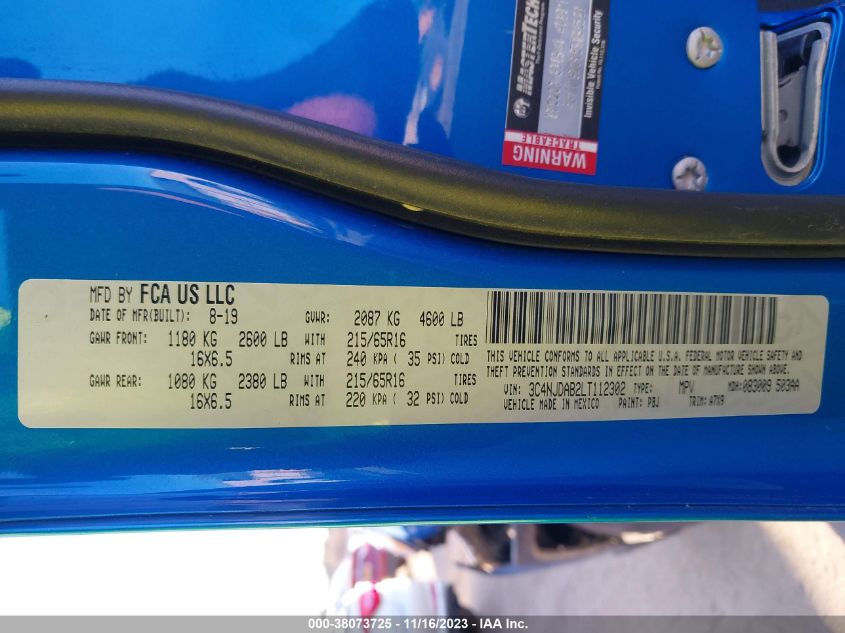 MASTERTECH
Invisible Vehicle Security
WARNING
TRACEABLE
MFD BY FCA US LLC
DATE OF MFR(BUILT): 8-19 GVWR: 2087 KG 4600 LB
GAWR FRONT: 1180 KG 2600 LB WITH 215/65R16 TIRES
16X6.5 RIMS AT 240 KPA ( 35 PSI) COLD
GAWR REAR: 1080 KG 2380 LB WITH 215/65R16 TIRES
16X6.5 RIMS AT 220 KPA ( 32 PSI) COLD
THIS VEHICLE CONFORMS TO ALL APPLICABLE U.S.A. FEDERAL MOTOR VEHICLE SAFETY AND
THEFT PREVENTION STANDARDS IN EFFECT ON THE DATE OF MANUFACTURE SHOWN ABOVE.
VIN: 3C4NJDAB2LT112302 TYPE: MPV MDH: 083009 503AA
VEHICLE MADE IN MEXICO PAINT: PBJ TRIM: A7X9
000-38073725 - 11/16/2023 - IAA Inc.